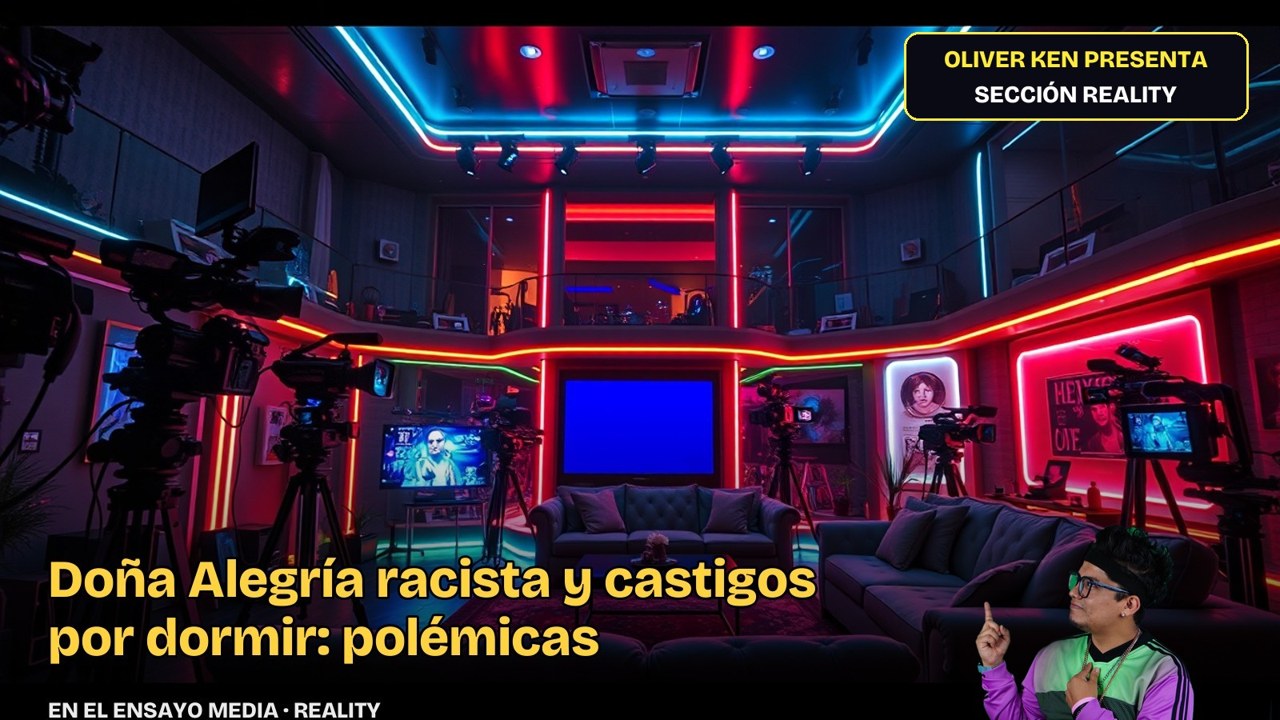 OLIVER KEN PRESENTA
SECCIÓN REALITY
Doña Alegría racista y castigos
por dormir: polémicas
EN EL ENSAYO MEDIA · REALITY